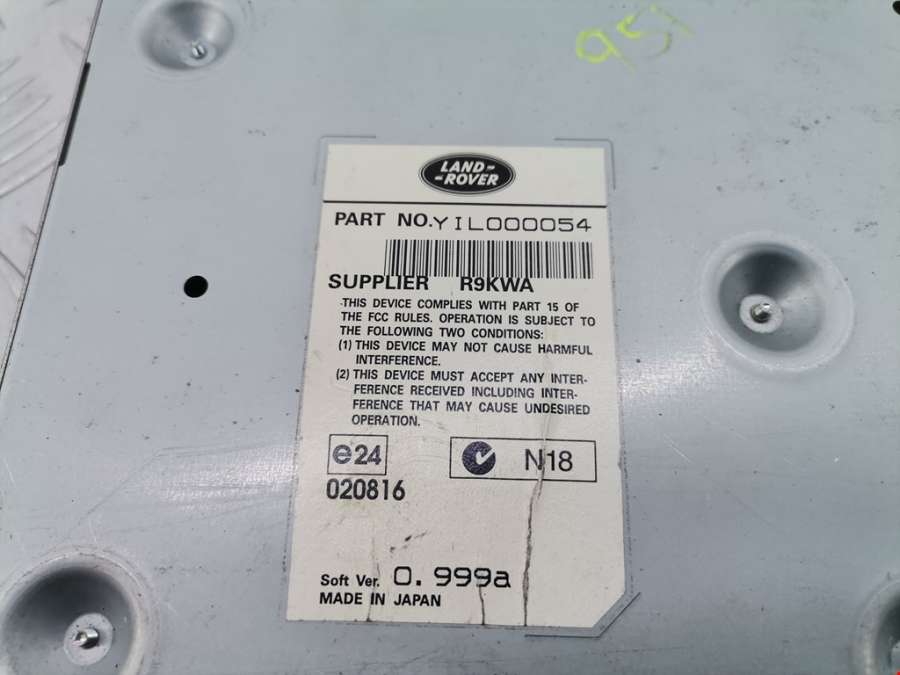 951
LAND-
-ROVER
PART NO. YIL000054
SUPPLIER R9KWA
THIS DEVICE COMPLIES WITH PART 15 OF
THE FCC RULES. OPERATION IS SUBJECT TO
THE FOLLOWING TWO CONDITIONS:
(1) THIS DEVICE MAY NOT CAUSE HARMFUL
INTERFERENCE.
(2) THIS DEVICE MUST ACCEPT ANY INTER-
FERENCE RECEIVED INCLUDING INTER-
FERENCE THAT MAY CAUSE UNDESIRED
OPERATION.
e24
N18
020816
Soft Ver. 0.999a
MADE IN JAPAN